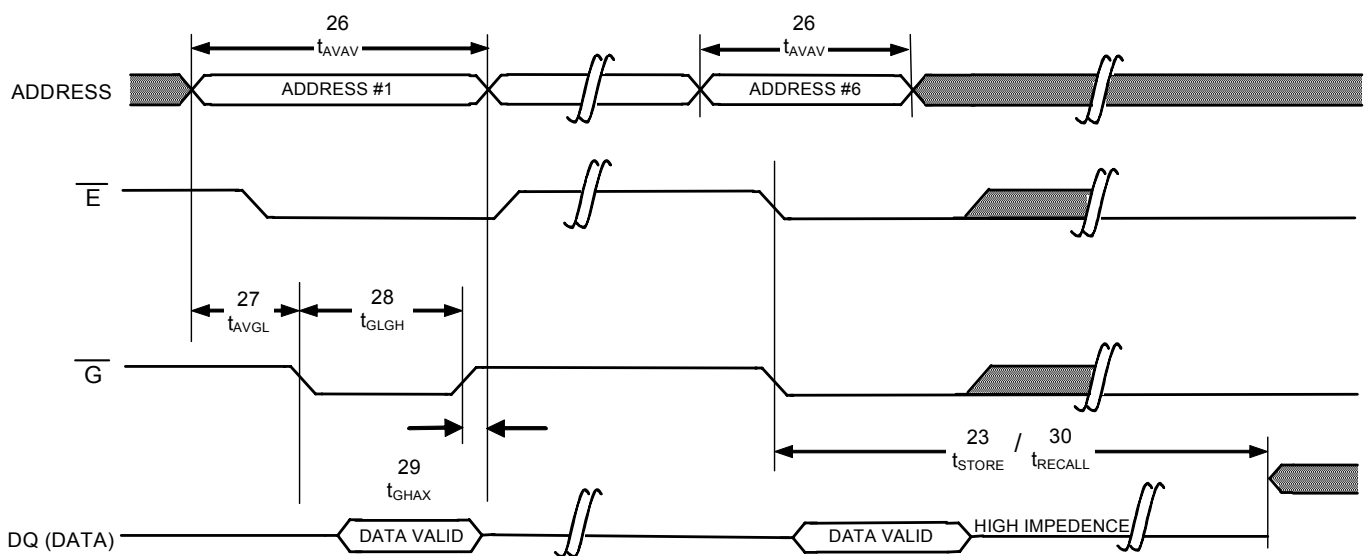 26
tAVAV
26
tAVAV
ADDRESS
ADDRESS #1
ADDRESS #6
E
27
tAVGL
28
tGLGH
G
23 / 30
tSTORE tRECALL
29
tGHAX
DQ (DATA)
DATA VALID
DATA VALID
HIGH IMPEDENCE